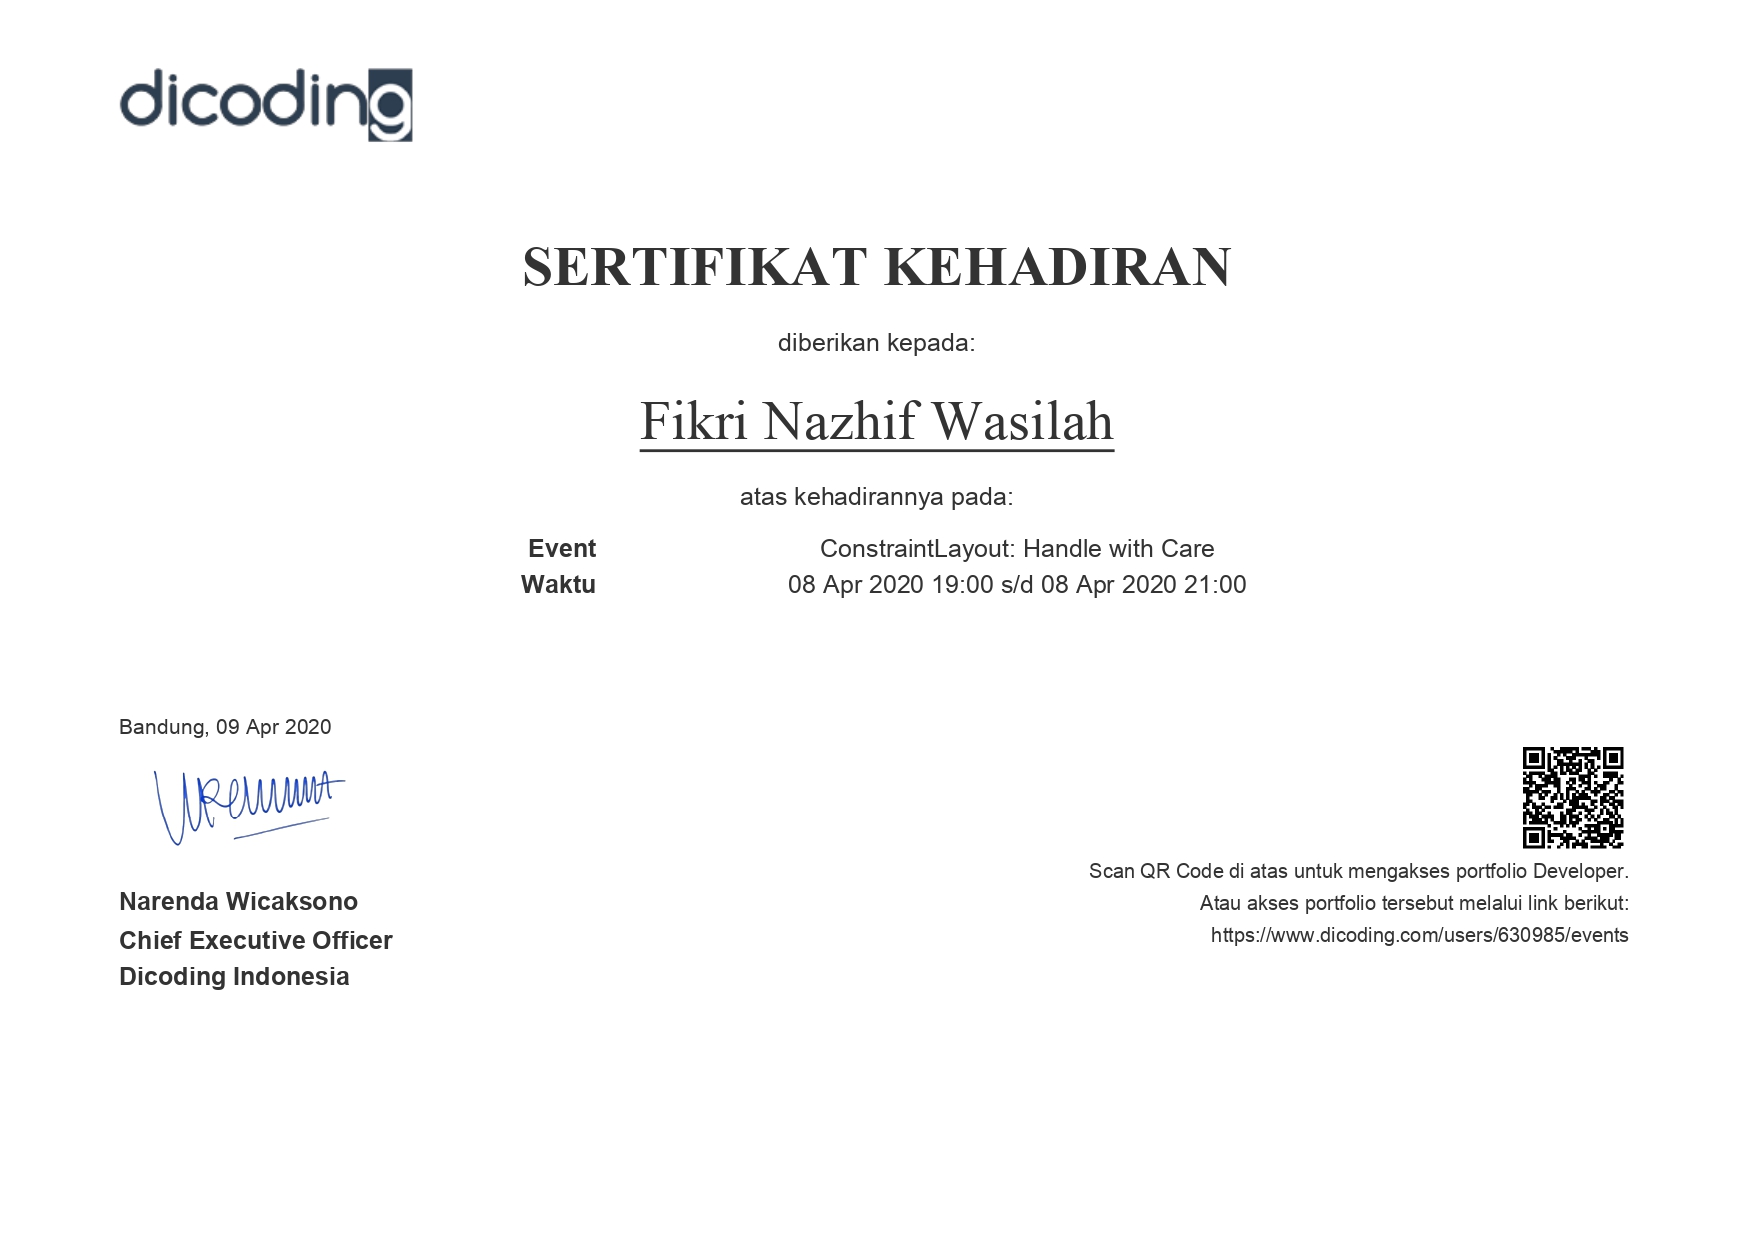 dicoding
SERTIFIKAT KEHADIRAN
diberikan kepada:
Fikri Nazhif Wasilah
atas kehadirannya pada:
Event ConstraintLayout: Handle with Care
Waktu 08 Apr 2020 19:00 s/d 08 Apr 2020 21:00
Bandung, 09 Apr 2020
Narenda Wicaksono
Chief Executive Officer
Dicoding Indonesia
Scan QR Code di atas untuk mengakses portfolio Developer.
Atau akses portfolio tersebut melalui link berikut:
https://www.dicoding.com/users/630985/events